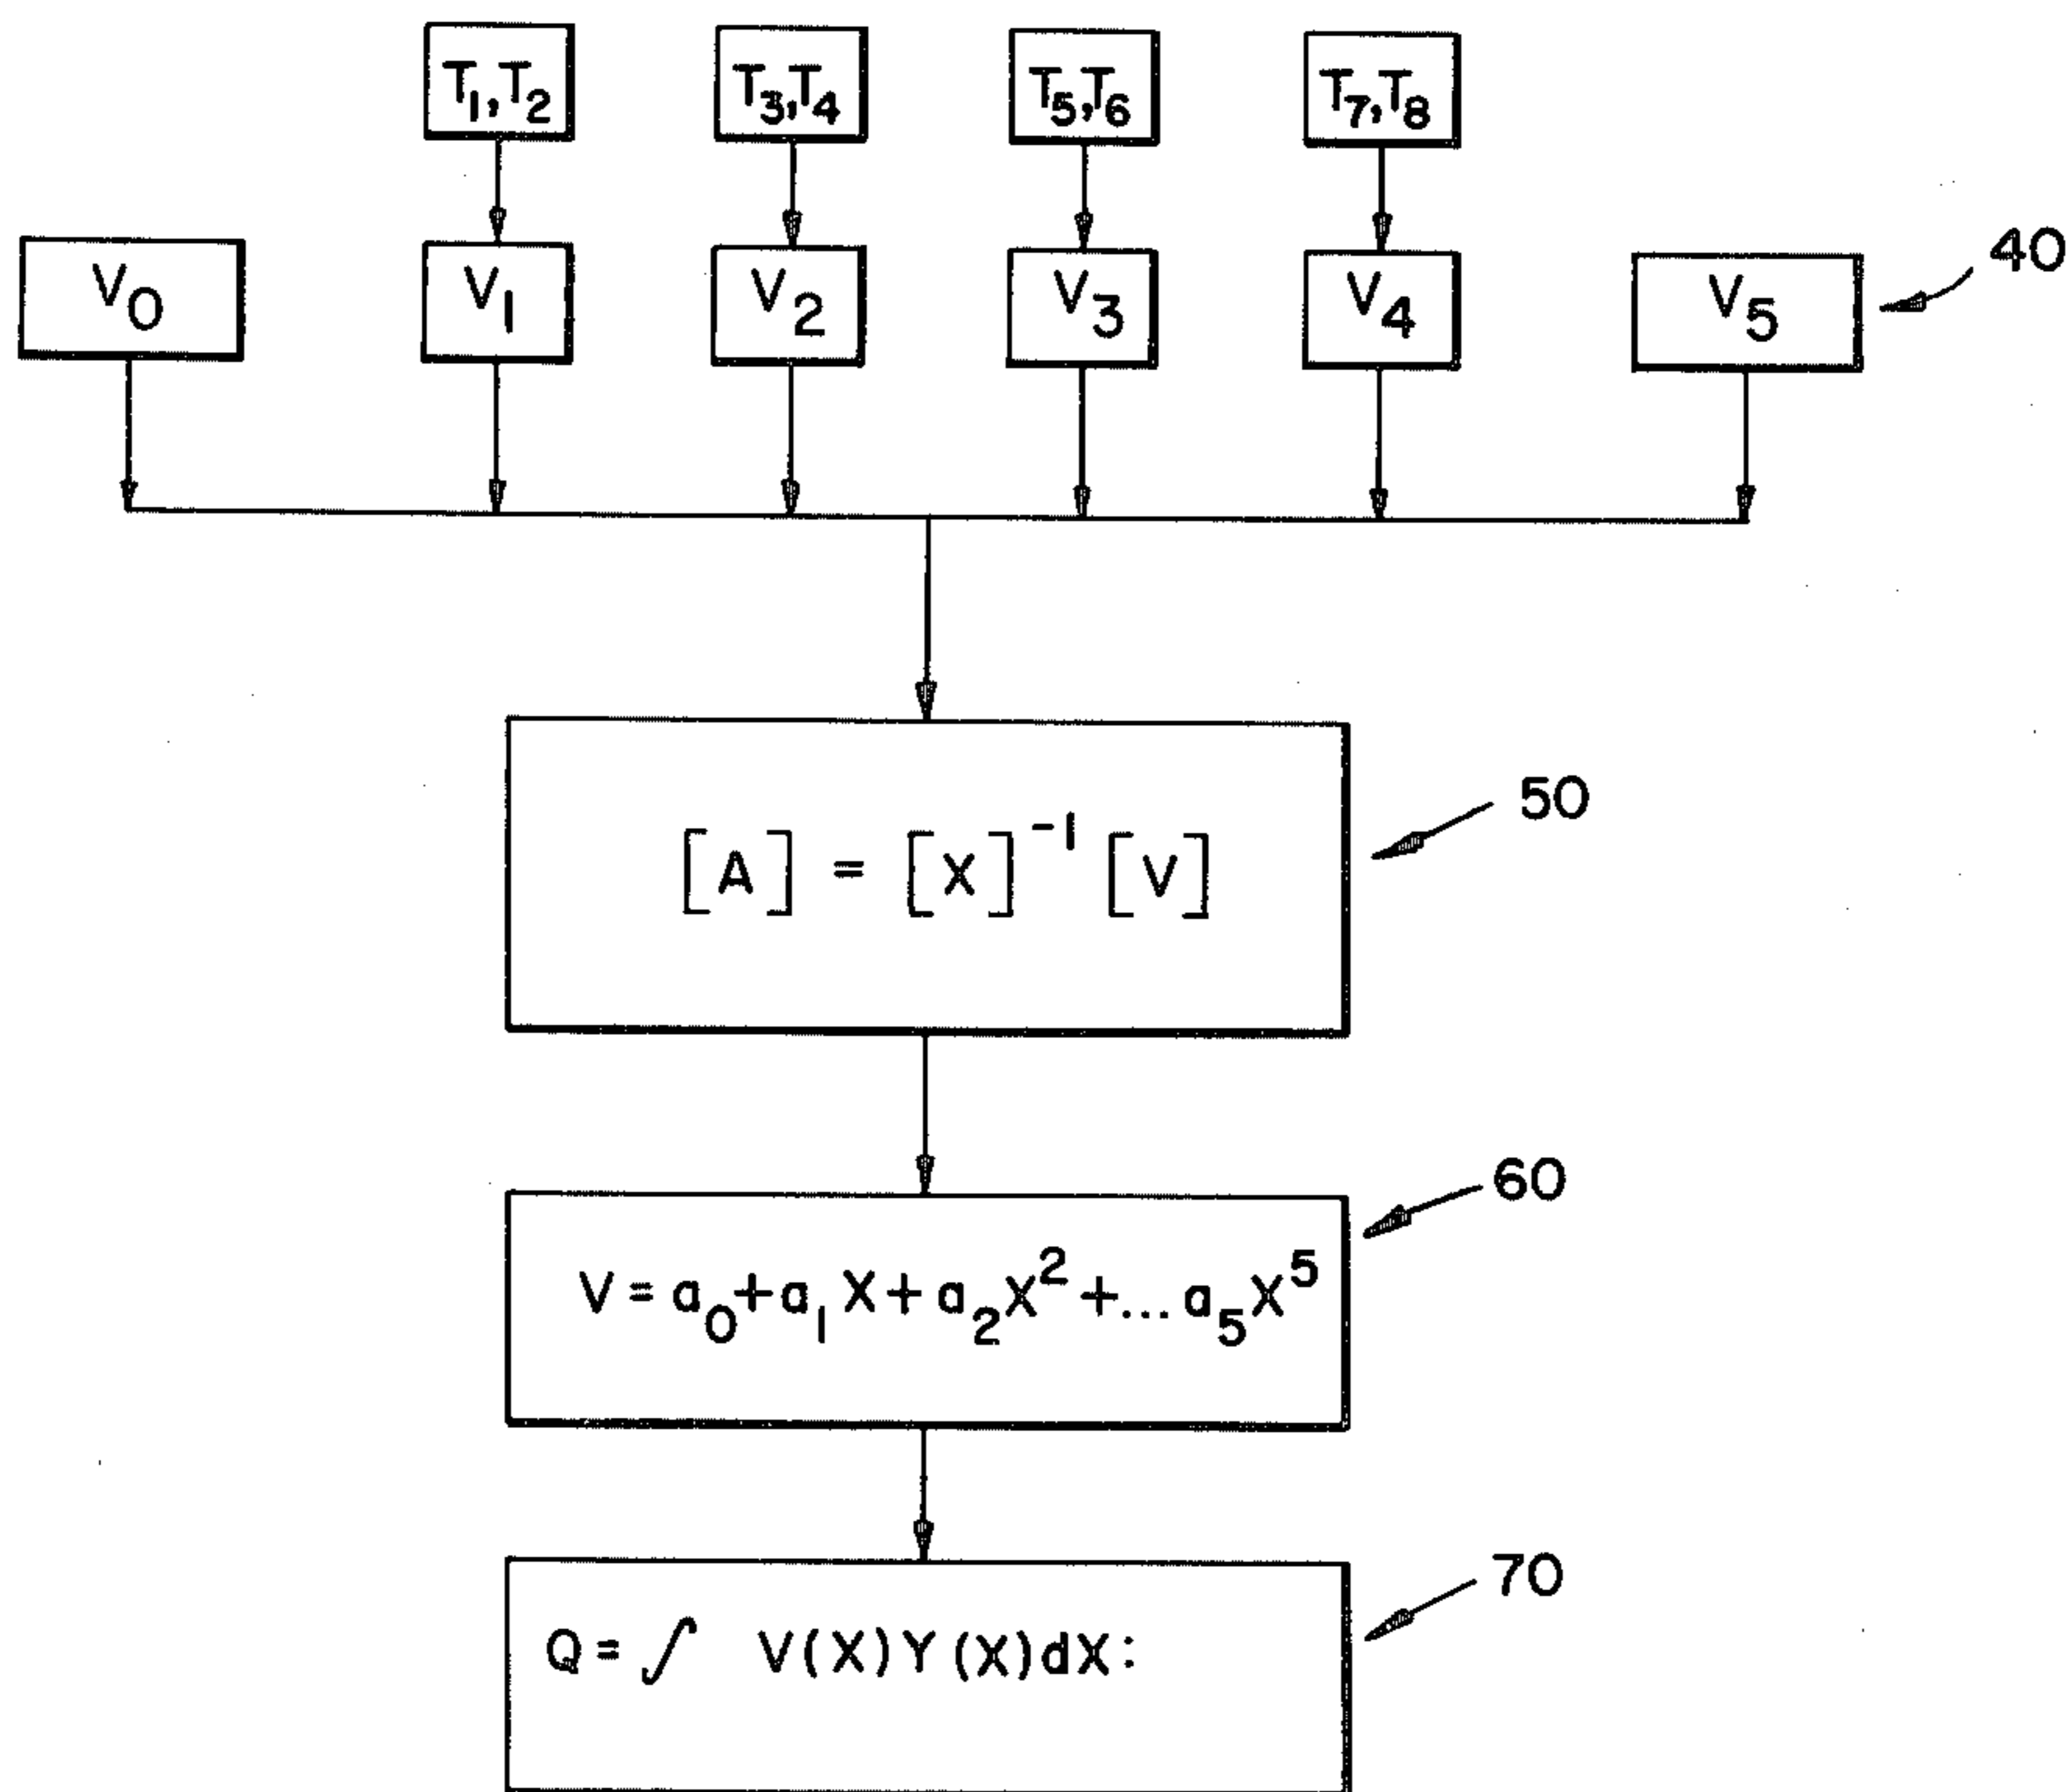 T₁,T₂ T₃,T₄ T₅,T₆ T₇,T₈
V₀ V₁ V₂ V₃ V₄ V₅ 40
[A] = [X]⁻¹ [V] 50
V = a₀+a₁X+a₂X²+...a₅X⁵ 60
Q = ∫ V(X)Y(X)dX: 70